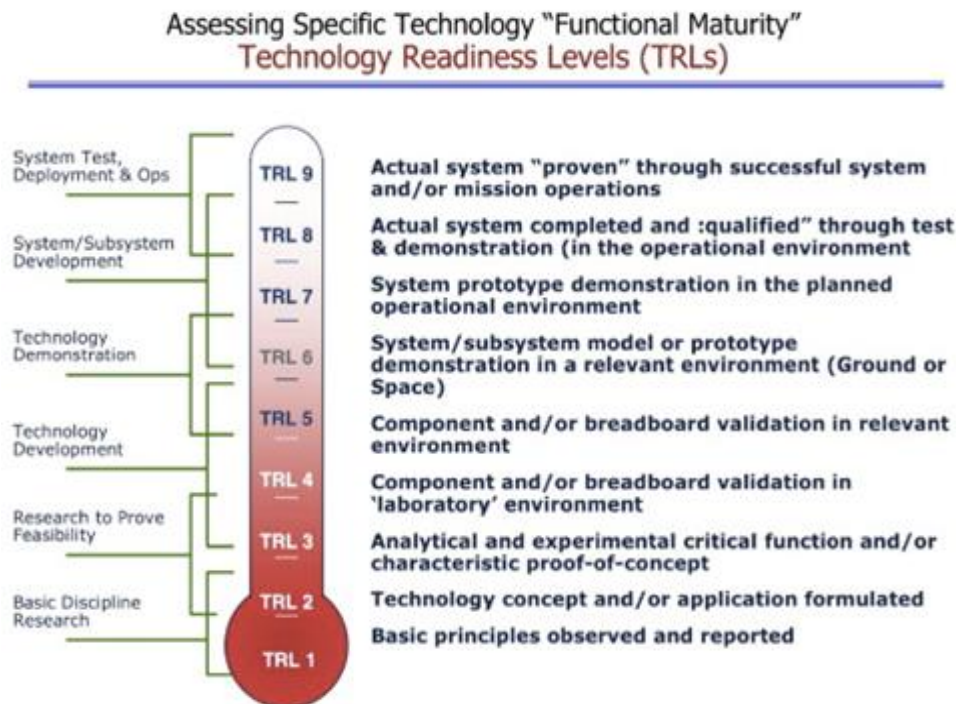 Assessing Specific Technology “Functional Maturity”
Technology Readiness Levels (TRLs)
System Test,
Deployment & Ops
System/Subsystem
Development
Technology
Demonstration
Technology
Development
Research to Prove
Feasibility
Basic Discipline
Research
TRL 9
TRL 8
TRL 7
TRL 6
TRL 5
TRL 4
TRL 3
TRL 2
TRL 1
Actual system “proven” through successful system
and/or mission operations
Actual system completed and :qualified” through test
& demonstration (in the operational environment
System prototype demonstration in the planned
operational environment
System/subsystem model or prototype
demonstration in a relevant environment (Ground or
Space)
Component and/or breadboard validation in relevant
environment
Component and/or breadboard validation in
‘laboratory’ environment
Analytical and experimental critical function and/or
characteristic proof-of-concept
Technology concept and/or application formulated
Basic principles observed and reported